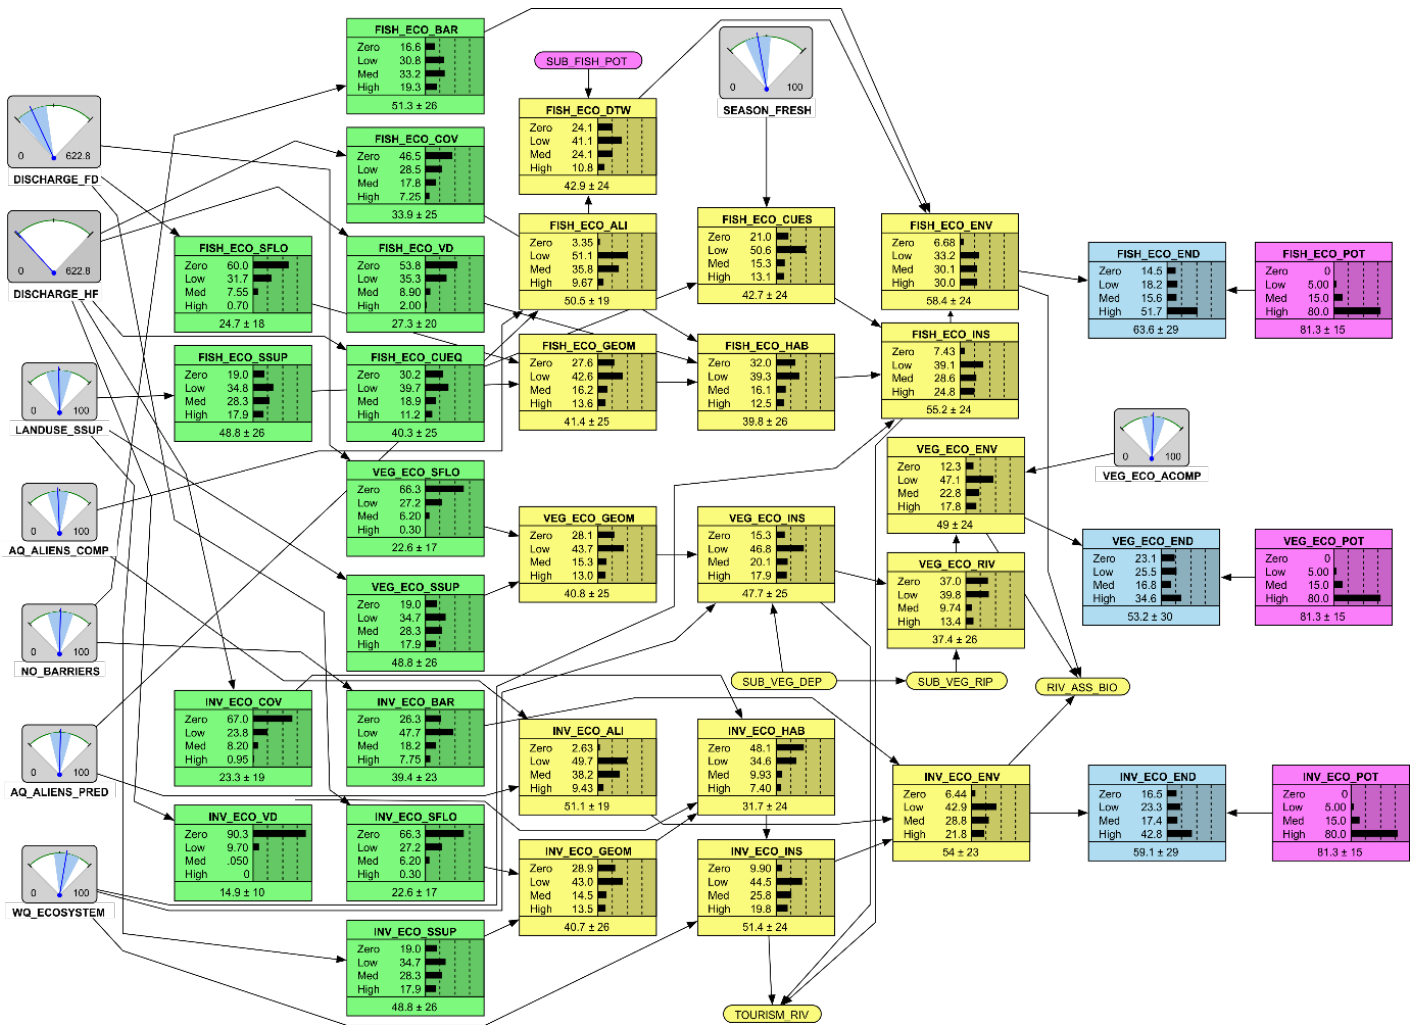 FISH_ECO_BAR
Zero 16.6
Low 30.8
Med 33.2
High 19.3
51.3 ± 26
SUB_FISH_POT
0 100
SEASON_FRESH
0 622.8
DISCHARGE_FD
FISH_ECO_DTW
Zero 24.1
Low 41.1
Med 24.1
High 10.8
42.9 ± 24
FISH_ECO_COV
Zero 46.5
Low 28.5
Med 17.8
High 7.25
33.9 ± 25
0 622.8
DISCHARGE_HF
FISH_ECO_SFLO
Zero 60.0
Low 31.7
Med 7.55
High 0.70
24.7 ± 18
FISH_ECO_VD
Zero 53.8
Low 35.3
Med 8.90
High 2.00
27.3 ± 20
FISH_ECO_ALI
Zero 3.35
Low 51.1
Med 35.8
High 9.67
50.5 ± 19
FISH_ECO_CUES
Zero 21.0
Low 50.6
Med 15.3
High 13.1
42.7 ± 24
FISH_ECO_ENV
Zero 6.68
Low 33.2
Med 30.1
High 30.0
58.4 ± 24
FISH_ECO_END
Zero 14.5
Low 18.2
Med 15.6
High 51.7
63.6 ± 29
FISH_ECO_POT
Zero 0
Low 5.00
Med 15.0
High 80.0
81.3 ± 15
0 100
LANDUSE_SSUP
FISH_ECO_SSUP
Zero 19.0
Low 34.8
Med 28.3
High 17.9
48.8 ± 26
FISH_ECO_CUEQ
Zero 30.2
Low 39.7
Med 18.9
High 11.2
40.3 ± 25
FISH_ECO_GEOM
Zero 27.6
Low 42.6
Med 16.2
High 13.6
41.4 ± 25
FISH_ECO_HAB
Zero 32.0
Low 39.3
Med 16.1
High 12.5
39.8 ± 26
FISH_ECO_INS
Zero 7.43
Low 39.1
Med 28.6
High 24.8
55.2 ± 24
0 100
VEG_ECO_ACOMP
0 100
AQ_ALIENS_COMP
VEG_ECO_SFLO
Zero 66.3
Low 27.2
Med 6.20
High 0.30
22.6 ± 17
VEG_ECO_GEOM
Zero 28.1
Low 43.7
Med 15.3
High 13.0
40.8 ± 25
VEG_ECO_INS
Zero 15.3
Low 46.8
Med 20.1
High 17.9
47.7 ± 25
VEG_ECO_ENV
Zero 12.3
Low 47.1
Med 22.8
High 17.8
49 ± 24
VEG_ECO_END
Zero 23.1
Low 25.5
Med 16.8
High 34.6
53.2 ± 30
VEG_ECO_POT
Zero 0
Low 5.00
Med 15.0
High 80.0
81.3 ± 15
VEG_ECO_RIV
Zero 37.0
Low 39.8
Med 9.74
High 13.4
37.4 ± 26
VEG_ECO_SSUP
Zero 19.0
Low 34.7
Med 28.3
High 17.9
48.8 ± 26
0 100
NO_BARRIERS
SUB_VEG_DEP
SUB_VEG_RIP
RIV_ASS_BIO
INV_ECO_COV
Zero 67.0
Low 23.8
Med 8.20
High 0.95
23.3 ± 19
INV_ECO_BAR
Zero 26.3
Low 47.7
Med 18.2
High 7.75
39.4 ± 23
INV_ECO_ALI
Zero 2.63
Low 49.7
Med 38.2
High 9.43
51.1 ± 19
INV_ECO_HAB
Zero 48.1
Low 34.6
Med 9.93
High 7.40
31.7 ± 24
0 100
AQ_ALIENS_PRED
INV_ECO_ENV
Zero 6.44
Low 42.9
Med 28.8
High 21.8
54 ± 23
INV_ECO_END
Zero 16.5
Low 23.3
Med 17.4
High 42.8
59.1 ± 29
INV_ECO_POT
Zero 0
Low 5.00
Med 15.0
High 80.0
81.3 ± 15
INV_ECO_VD
Zero 90.3
Low 9.70
Med .050
High 0
14.9 ± 10
INV_ECO_SFLO
Zero 66.3
Low 27.2
Med 6.20
High 0.30
22.6 ± 17
INV_ECO_GEOM
Zero 28.9
Low 43.0
Med 14.5
High 13.5
40.7 ± 26
INV_ECO_INS
Zero 9.90
Low 44.5
Med 25.8
High 19.8
51.4 ± 24
0 100
WQ_ECOSYSTEM
INV_ECO_SSUP
Zero 19.0
Low 34.7
Med 28.3
High 17.9
48.8 ± 26
TOURISM_RIV